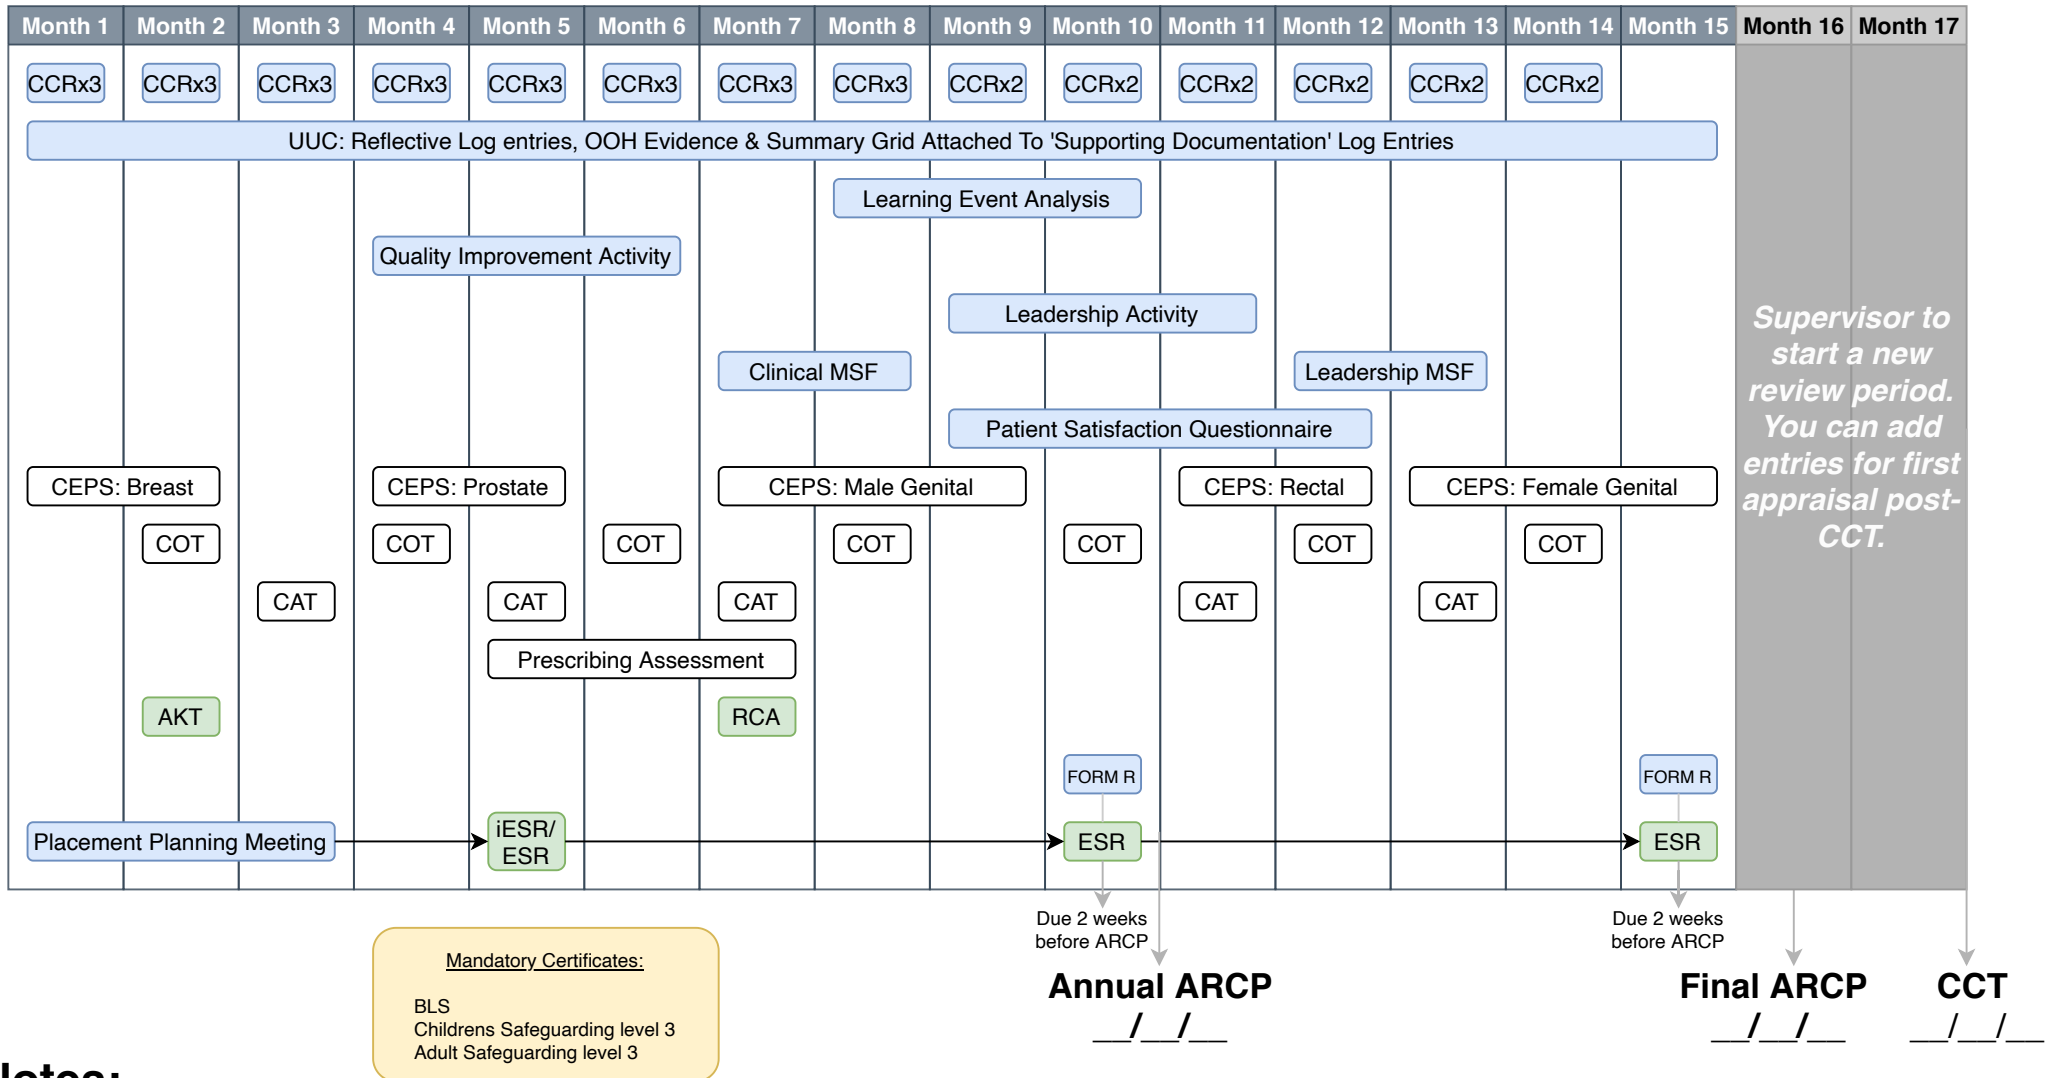 Month 1 Month 2 Month 3 Month 4 Month 5 Month 6 Month 7 Month 8 Month 9 Month 10 Month 11 Month 12 Month 13 Month 14 Month 15 Month 16 Month 17
CCRx3 CCRx3 CCRx3 CCRx3 CCRx3 CCRx3 CCRx3 CCRx3 CCRx2 CCRx2 CCRx2 CCRx2 CCRx2 CCRx2
UUC: Reflective Log entries, OOH Evidence & Summary Grid Attached To 'Supporting Documentation' Log Entries
Learning Event Analysis
Quality Improvement Activity
Leadership Activity
Clinical MSF Leadership MSF
Patient Satisfaction Questionnaire
CEPS: Breast CEPS: Prostate CEPS: Male Genital CEPS: Rectal CEPS: Female Genital
COT COT COT COT COT COT COT
CAT CAT CAT CAT CAT
Prescribing Assessment
AKT RCA
FORM R FORM R
Placement Planning Meeting
iESR/
ESR
ESR ESR
Supervisor to
start a new
review period.
You can add
entries for first
appraisal post-
CCT.
Due 2 weeks
before ARCP
Due 2 weeks
before ARCP
Annual ARCP
__/__/__
Final ARCP
__/__/__
CCT
__/__/__
Mandatory Certificates:
BLS
Childrens Safeguarding level 3
Adult Safeguarding level 3